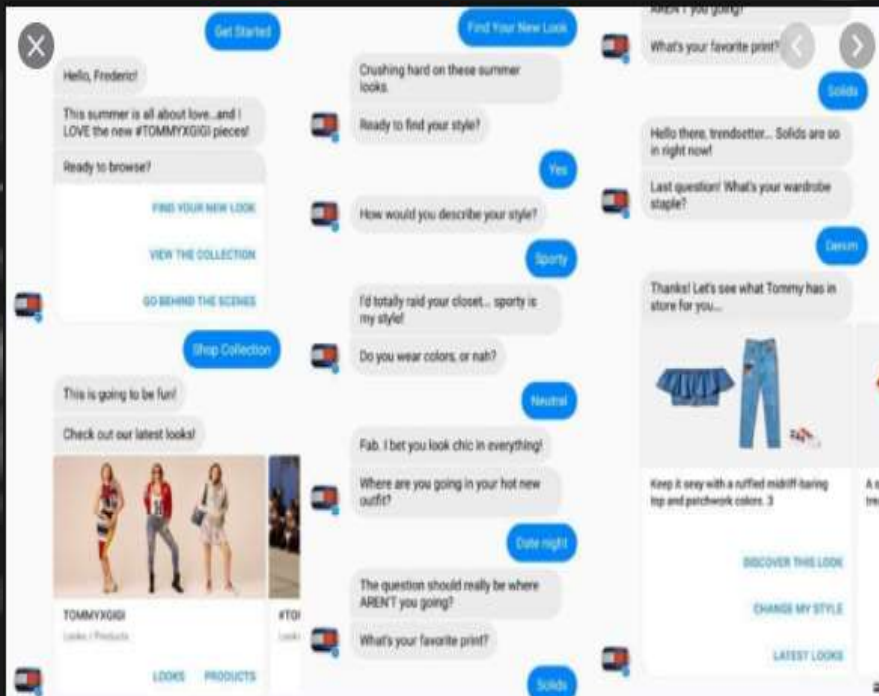 Get Started
Hello, Frederic!
This summer is all about love...and I
LOVE the new #TOMMYXGIGI pieces!
Ready to browse?
FIND YOUR NEW LOOK
VIEW THE COLLECTION
GO BEHIND THE SCENES
Shop Collection
This is going to be fun!
Check out our latest looks!
TOMMYXGIGI
Looks / Products
LOOKS PRODUCTS
Find Your New Look
Crushing hard on these summer
looks.
Ready to find your style?
Yes
How would you describe your style?
Sporty
I'd totally raid your closet... sporty is
my style!
Do you wear colors, or nah?
Neutral
Fab. I bet you look chic in everything!
Where are you going in your hot new
outfit?
Date night
The question should really be where
AREN'T you going?
What's your favorite print?
Solids
AREN'T you going?
What's your favorite print?
Solids
Hello there, trendsetter... Solids are so
in right now!
Last question! What's your wardrobe
staple?
Denim
Thanks! Let's see what Tommy has in
store for you...
Keep it sexy with a ruffled midriff-baring
top and patchwork colors. 3
DISCOVER THIS LOOK
CHANGE MY STYLE
LATEST LOOKS